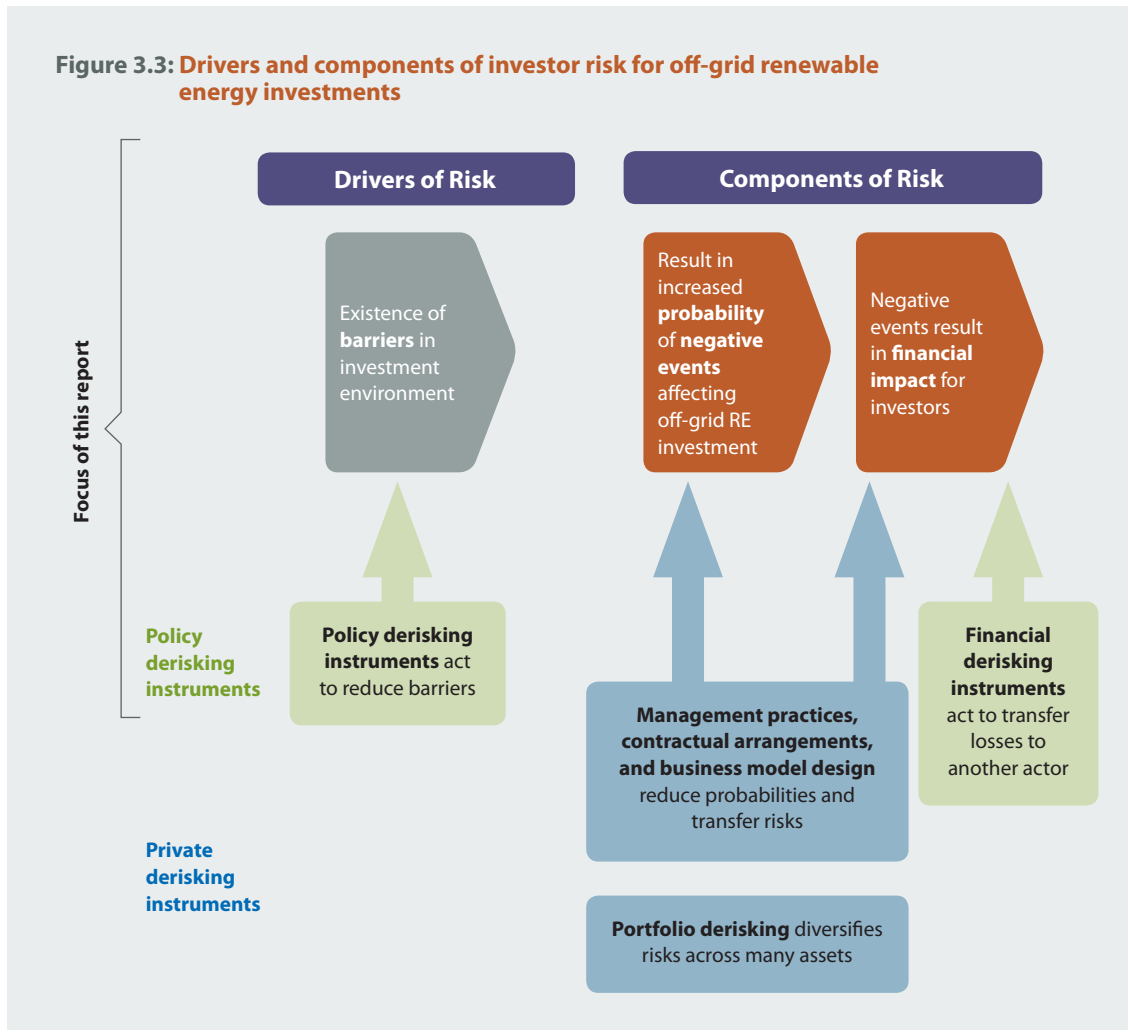 Figure 3.3: Drivers and components of investor risk for off-grid renewable
energy investments
Focus of this report
Drivers of Risk
Components of Risk
Existence of
barriers in
investment
environment
Result in
increased
probability
of negative
events
affecting
off-grid RE
investment
Negative
events result
in financial
impact for
investors
Policy
derisking
instruments
Policy derisking
instruments act
to reduce barriers
Management practices,
contractual arrangements,
and business model design
reduce probabilities and
transfer risks
Financial
derisking
instruments
act to transfer
losses to
another actor
Private
derisking
instruments
Portfolio derisking diversifies
risks across many assets